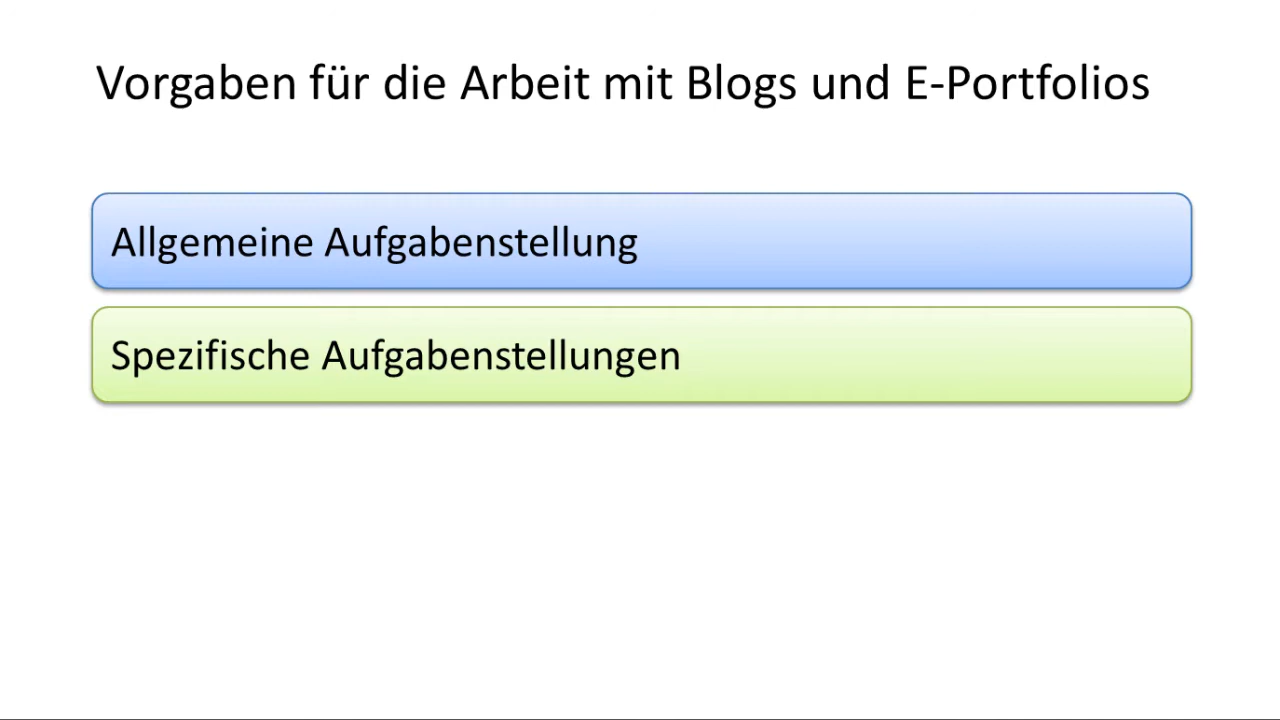 Vorgaben für die Arbeit mit Blogs und E-Portfolios
Allgemeine Aufgabenstellung
Spezifische Aufgabenstellungen